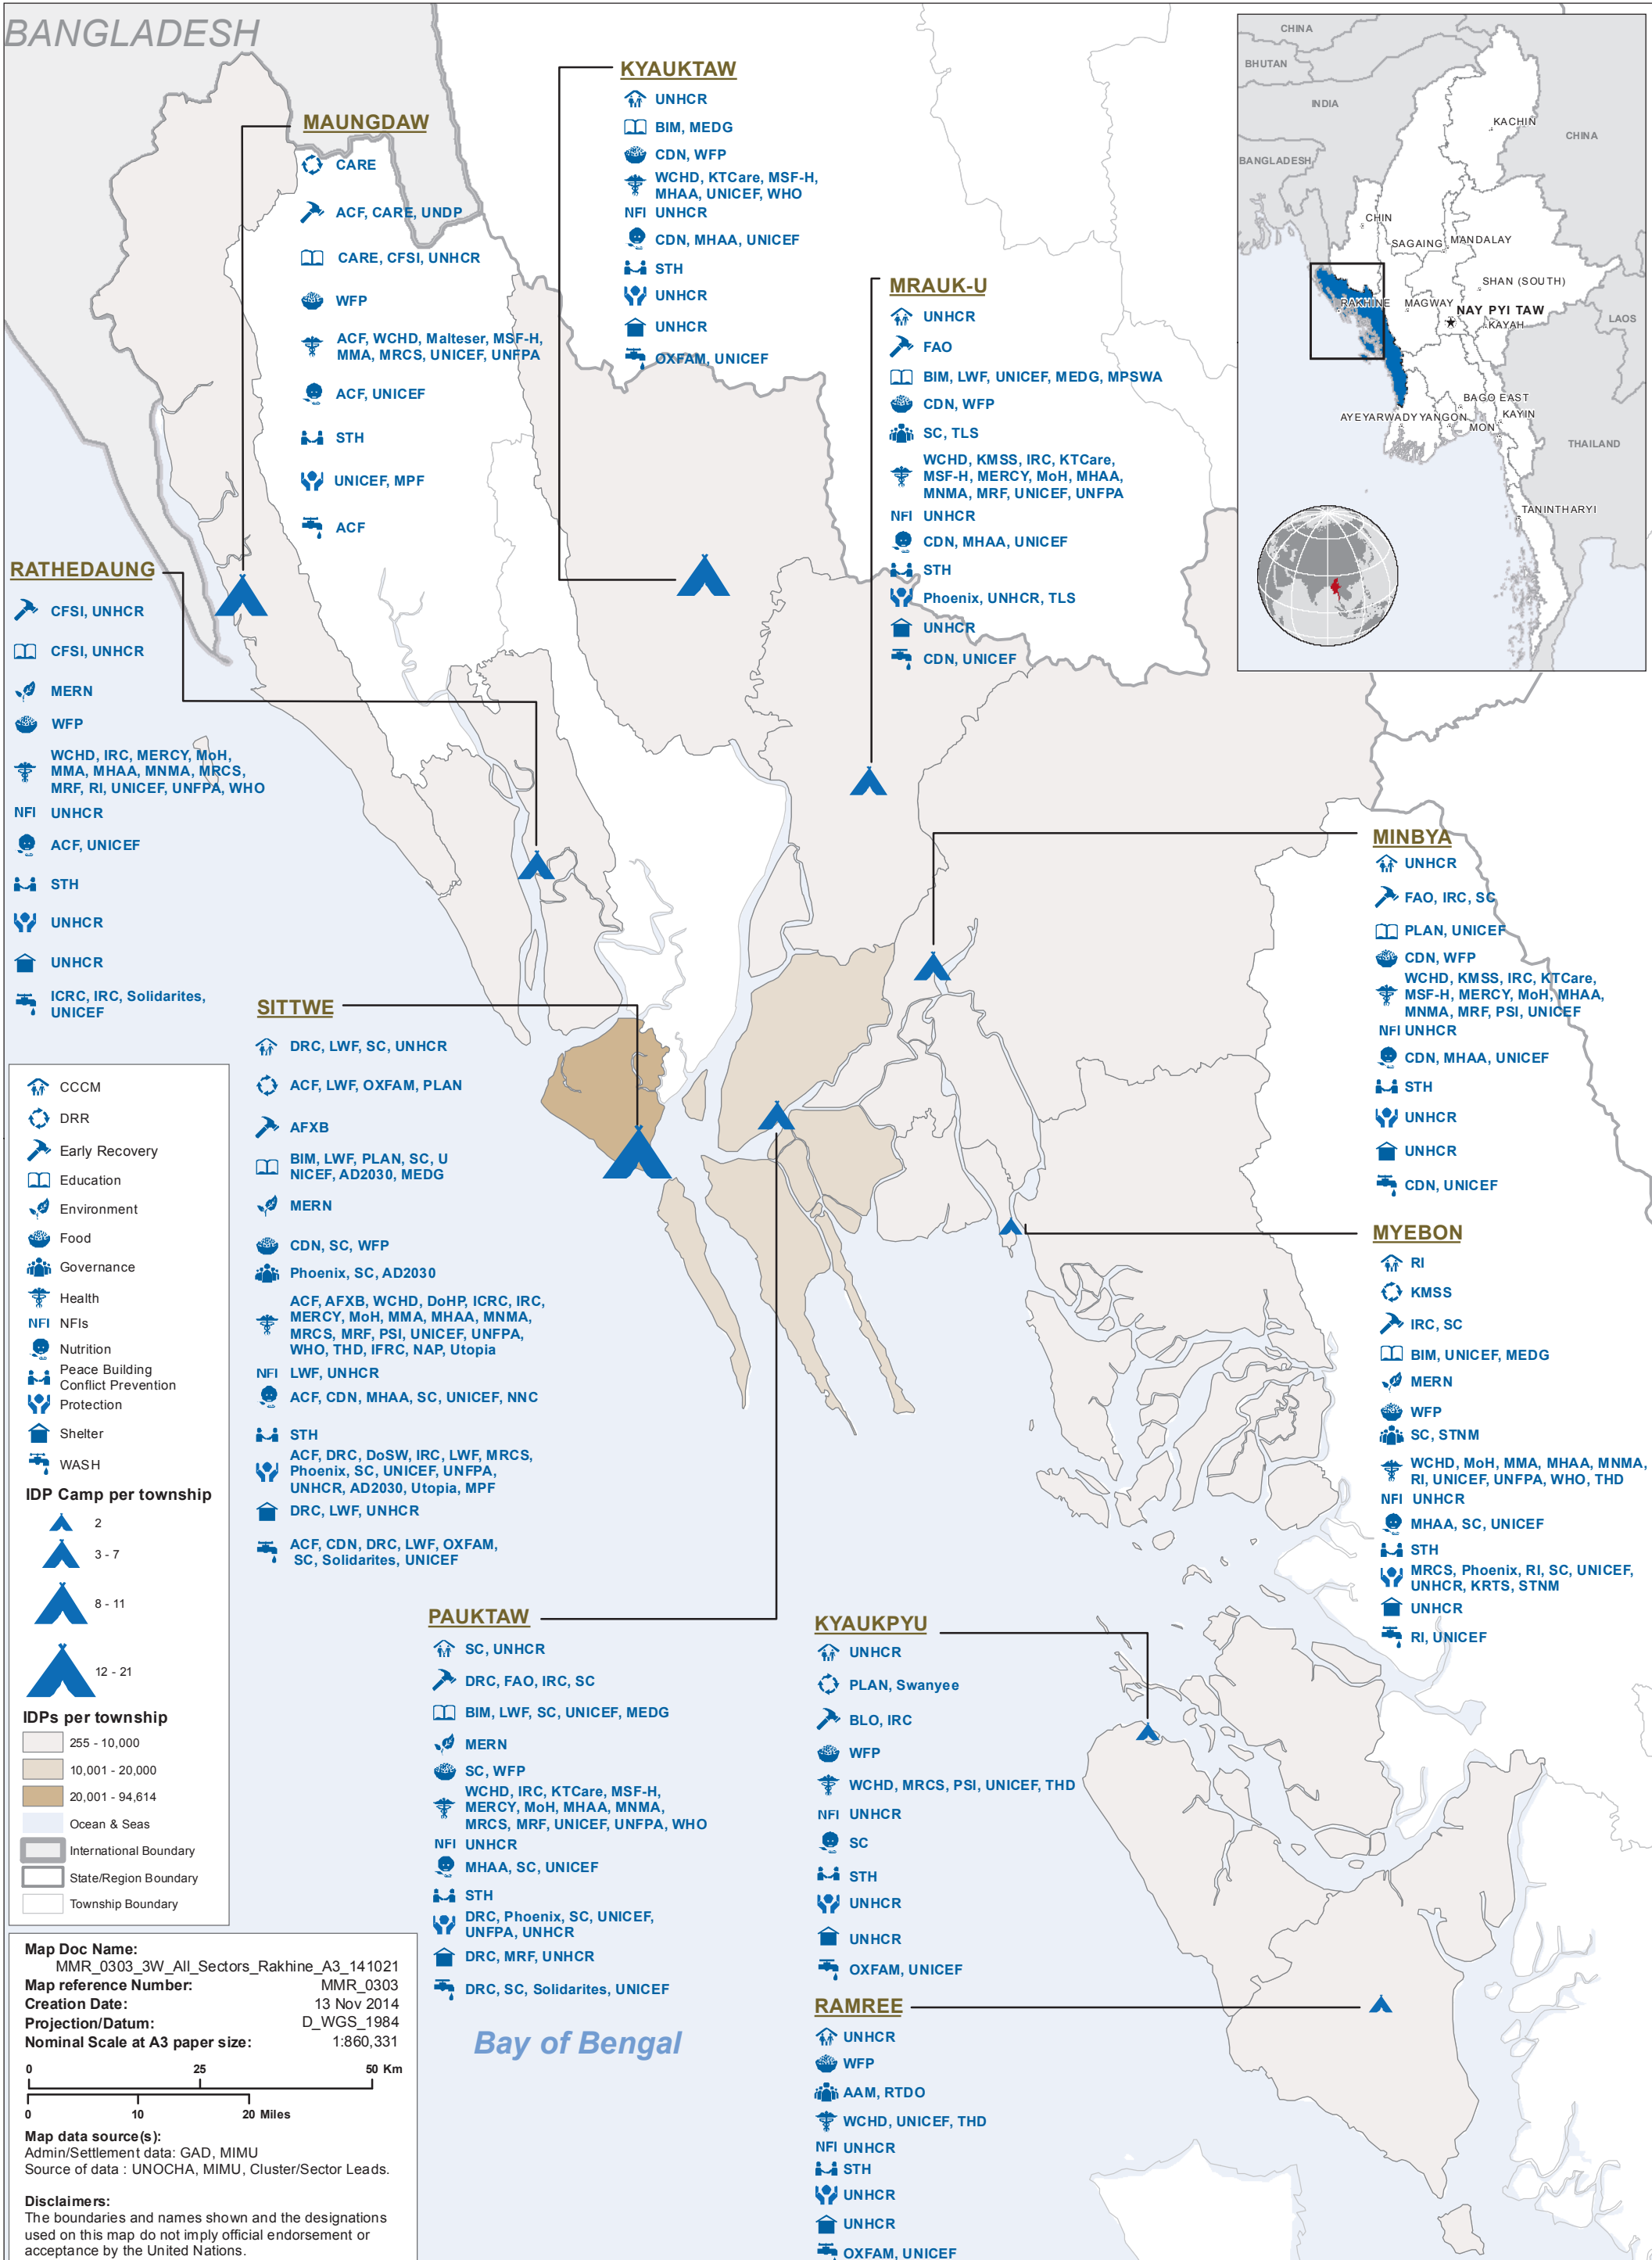 BANGLADESH
MAUNGDAW
CARE
ACF, CARE, UNDP
CARE, CFSI, UNHCR
WFP
ACF, WCHD, Malteser, MSF-H,
MMA, MRCS, UNICEF, UNFPA
ACF, UNICEF
STH
UNICEF, MPF
ACF
KYAUKTAW
UNHCR
BIM, MEDG
CDN, WFP
WCHD, KTCare, MSF-H,
MHAA, UNICEF, WHO
NFI UNHCR
CDN, MHAA, UNICEF
STH
UNHCR
UNHCR
OXFAM, UNICEF
MRAUK-U
UNHCR
FAO
BIM, LWF, UNICEF, MEDG, MPSWA
CDN, WFP
SC, TLS
WCHD, KMSS, IRC, KTCare,
MSF-H, MERCY, MoH, MHAA,
MNMA, MRF, UNICEF, UNFPA
NFI UNHCR
CDN, MHAA, UNICEF
STH
Phoenix, UNHCR, TLS
UNHCR
CDN, UNICEF
CHINA
BHUTAN
INDIA
KACHIN
CHINA
BANGLADESH
CHIN
SAGAING
MANDALAY
SHAN (SOUTH)
RAKHINE
MAGWAY
NAY PYI TAW
KAYAH
LAOS
BAGO EAST
AYEYARWADY
YANGON
KAYIN
MON
THAILAND
TANINTHARYI
RATHEDAUNG
CFSI, UNHCR
CFSI, UNHCR
MERN
WFP
WCHD, IRC, MERCY, MoH,
MMA, MHAA, MNMA, MRCS,
MRF, RI, UNICEF, UNFPA, WHO
NFI UNHCR
ACF, UNICEF
STH
UNHCR
UNHCR
ICRC, IRC, Solidarites,
UNICEF
MINBYA
UNHCR
FAO, IRC, SC
PLAN, UNICEF
CDN, WFP
WCHD, KMSS, IRC, KTCare,
MSF-H, MERCY, MoH, MHAA,
MNMA, MRF, PSI, UNICEF
NFI UNHCR
CDN, MHAA, UNICEF
STH
UNHCR
UNHCR
CDN, UNICEF
SITTWE
DRC, LWF, SC, UNHCR
ACF, LWF, OXFAM, PLAN
AFXB
BIM, LWF, PLAN, SC, U
NICEF, AD2030, MEDG
MERN
CDN, SC, WFP
Phoenix, SC, AD2030
ACF, AFXB, WCHD, DoHP, ICRC, IRC,
MERCY, MoH, MMA, MHAA, MNMA,
MRCS, MRF, PSI, UNICEF, UNFPA,
WHO, THD, IFRC, NAP, Utopia
NFI LWF, UNHCR
ACF, CDN, MHAA, SC, UNICEF, NNC
STH
ACF, DRC, DoSW, IRC, LWF, MRCS,
Phoenix, SC, UNICEF, UNFPA,
UNHCR, AD2030, Utopia, MPF
DRC, LWF, UNHCR
ACF, CDN, DRC, LWF, OXFAM,
SC, Solidarites, UNICEF
MYEBON
RI
KMSS
IRC, SC
BIM, UNICEF, MEDG
MERN
WFP
SC, STNM
WCHD, MoH, MMA, MHAA, MNMA,
RI, UNICEF, UNFPA, WHO, THD
NFI UNHCR
MHAA, SC, UNICEF
STH
MRCS, Phoenix, RI, SC, UNICEF,
UNHCR, KRTS, STNM
UNHCR
RI, UNICEF
CCCM
DRR
Early Recovery
Education
Environment
Food
Governance
Health
NFI NFIs
Nutrition
Peace Building
Conflict Prevention
Protection
Shelter
WASH
IDP Camp per township
2
3 - 7
8 - 11
12 - 21
IDPs per township
255 - 10,000
10,001 - 20,000
20,001 - 94,614
Ocean & Seas
International Boundary
State/Region Boundary
Township Boundary
PAUKTAW
SC, UNHCR
DRC, FAO, IRC, SC
BIM, LWF, SC, UNICEF, MEDG
MERN
SC, WFP
WCHD, IRC, KTCare, MSF-H,
MERCY, MoH, MHAA, MNMA,
MRCS, MRF, UNICEF, UNFPA, WHO
NFI UNHCR
MHAA, SC, UNICEF
STH
DRC, Phoenix, SC, UNICEF,
UNFPA, UNHCR
DRC, MRF, UNHCR
DRC, SC, Solidarites, UNICEF
KYAUKPYU
UNHCR
PLAN, Swanyee
BLO, IRC
WFP
WCHD, MRCS, PSI, UNICEF, THD
NFI UNHCR
SC
STH
UNHCR
UNHCR
OXFAM, UNICEF
RAMREE
UNHCR
WFP
AAM, RTDO
WCHD, UNICEF, THD
NFI UNHCR
STH
UNHCR
UNHCR
OXFAM, UNICEF
Bay of Bengal
Map Doc Name:
MMR_0303_3W_All_Sectors_Rakhine_A3_141021
Map reference Number: MMR_0303
Creation Date: 13 Nov 2014
Projection/Datum: D_WGS_1984
Nominal Scale at A3 paper size: 1:860,331
0 25 50 Km
0 10 20 Miles
Map data source(s):
Admin/Settlement data: GAD, MIMU
Source of data : UNOCHA, MIMU, Cluster/Sector Leads.
Disclaimers:
The boundaries and names shown and the designations
used on this map do not imply official endorsement or
acceptance by the United Nations.